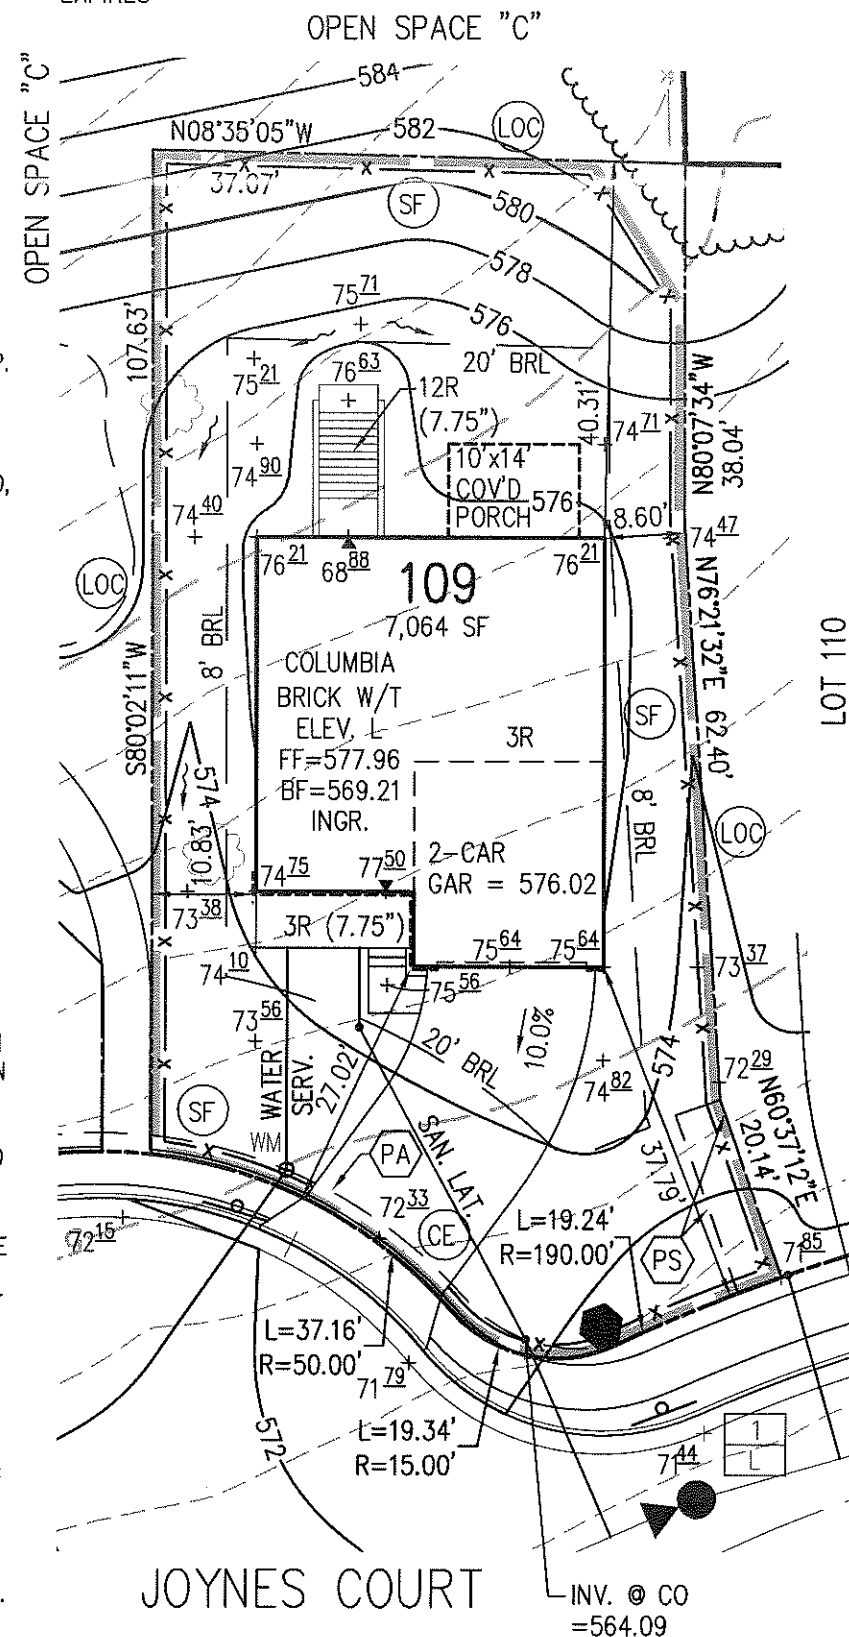 OPEN SPACE "C"
OPEN SPACE "C"
584
N08°35'05"W
582
LOC
37.67'
SF
580
578
75 71
576
107.63'
20' BRL
75 21
76 63
12R
(7.75")
40.31'
74 71
N80°07'34"W
38.04'
74 90
10'x14'
COV'D
PORCH
576
74 40
8.60'
74 47
76 21
68 88
76 21
LOC
109
7,064 SF
N76°21'32"E 62.40'
8' BRL
COLUMBIA
BRICK W/T
ELEV. L
FF=577.96
BF=569.21
INGR.
3R
SF
LOT 110
S80°02'11"W
574
8' BRL
LOC
10.83'
2-CAR
GAR = 576.02
74 75
77 50
73 38
3R (7.75")
75 64
75 64
74 10
75 56
73 37
73 56
20' BRL
10.0%
574
WATER
SERV.
27.02'
74 82
72 29
N60°37'12"E
20.14'
SF
WM
PA
SAN. LAT.
37.79'
72 33
CE
L=19.24'
R=190.00'
PS
72 15
71 85
L=37.16'
R=50.00'
71 79
572
L=19.34'
R=15.00'
1
L
71 44
JOYNES COURT
INV. @ CO
=564.09